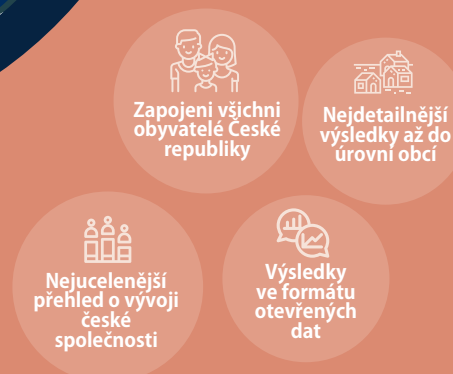 Zapojeni všichni
obyvatelé České
republiky
Nejdetailnější
výsledky až do
úrovní obcí
Nejucelenější
přehled o vývoji
české
společnosti
Výsledky
ve formátu
otevřených
dat